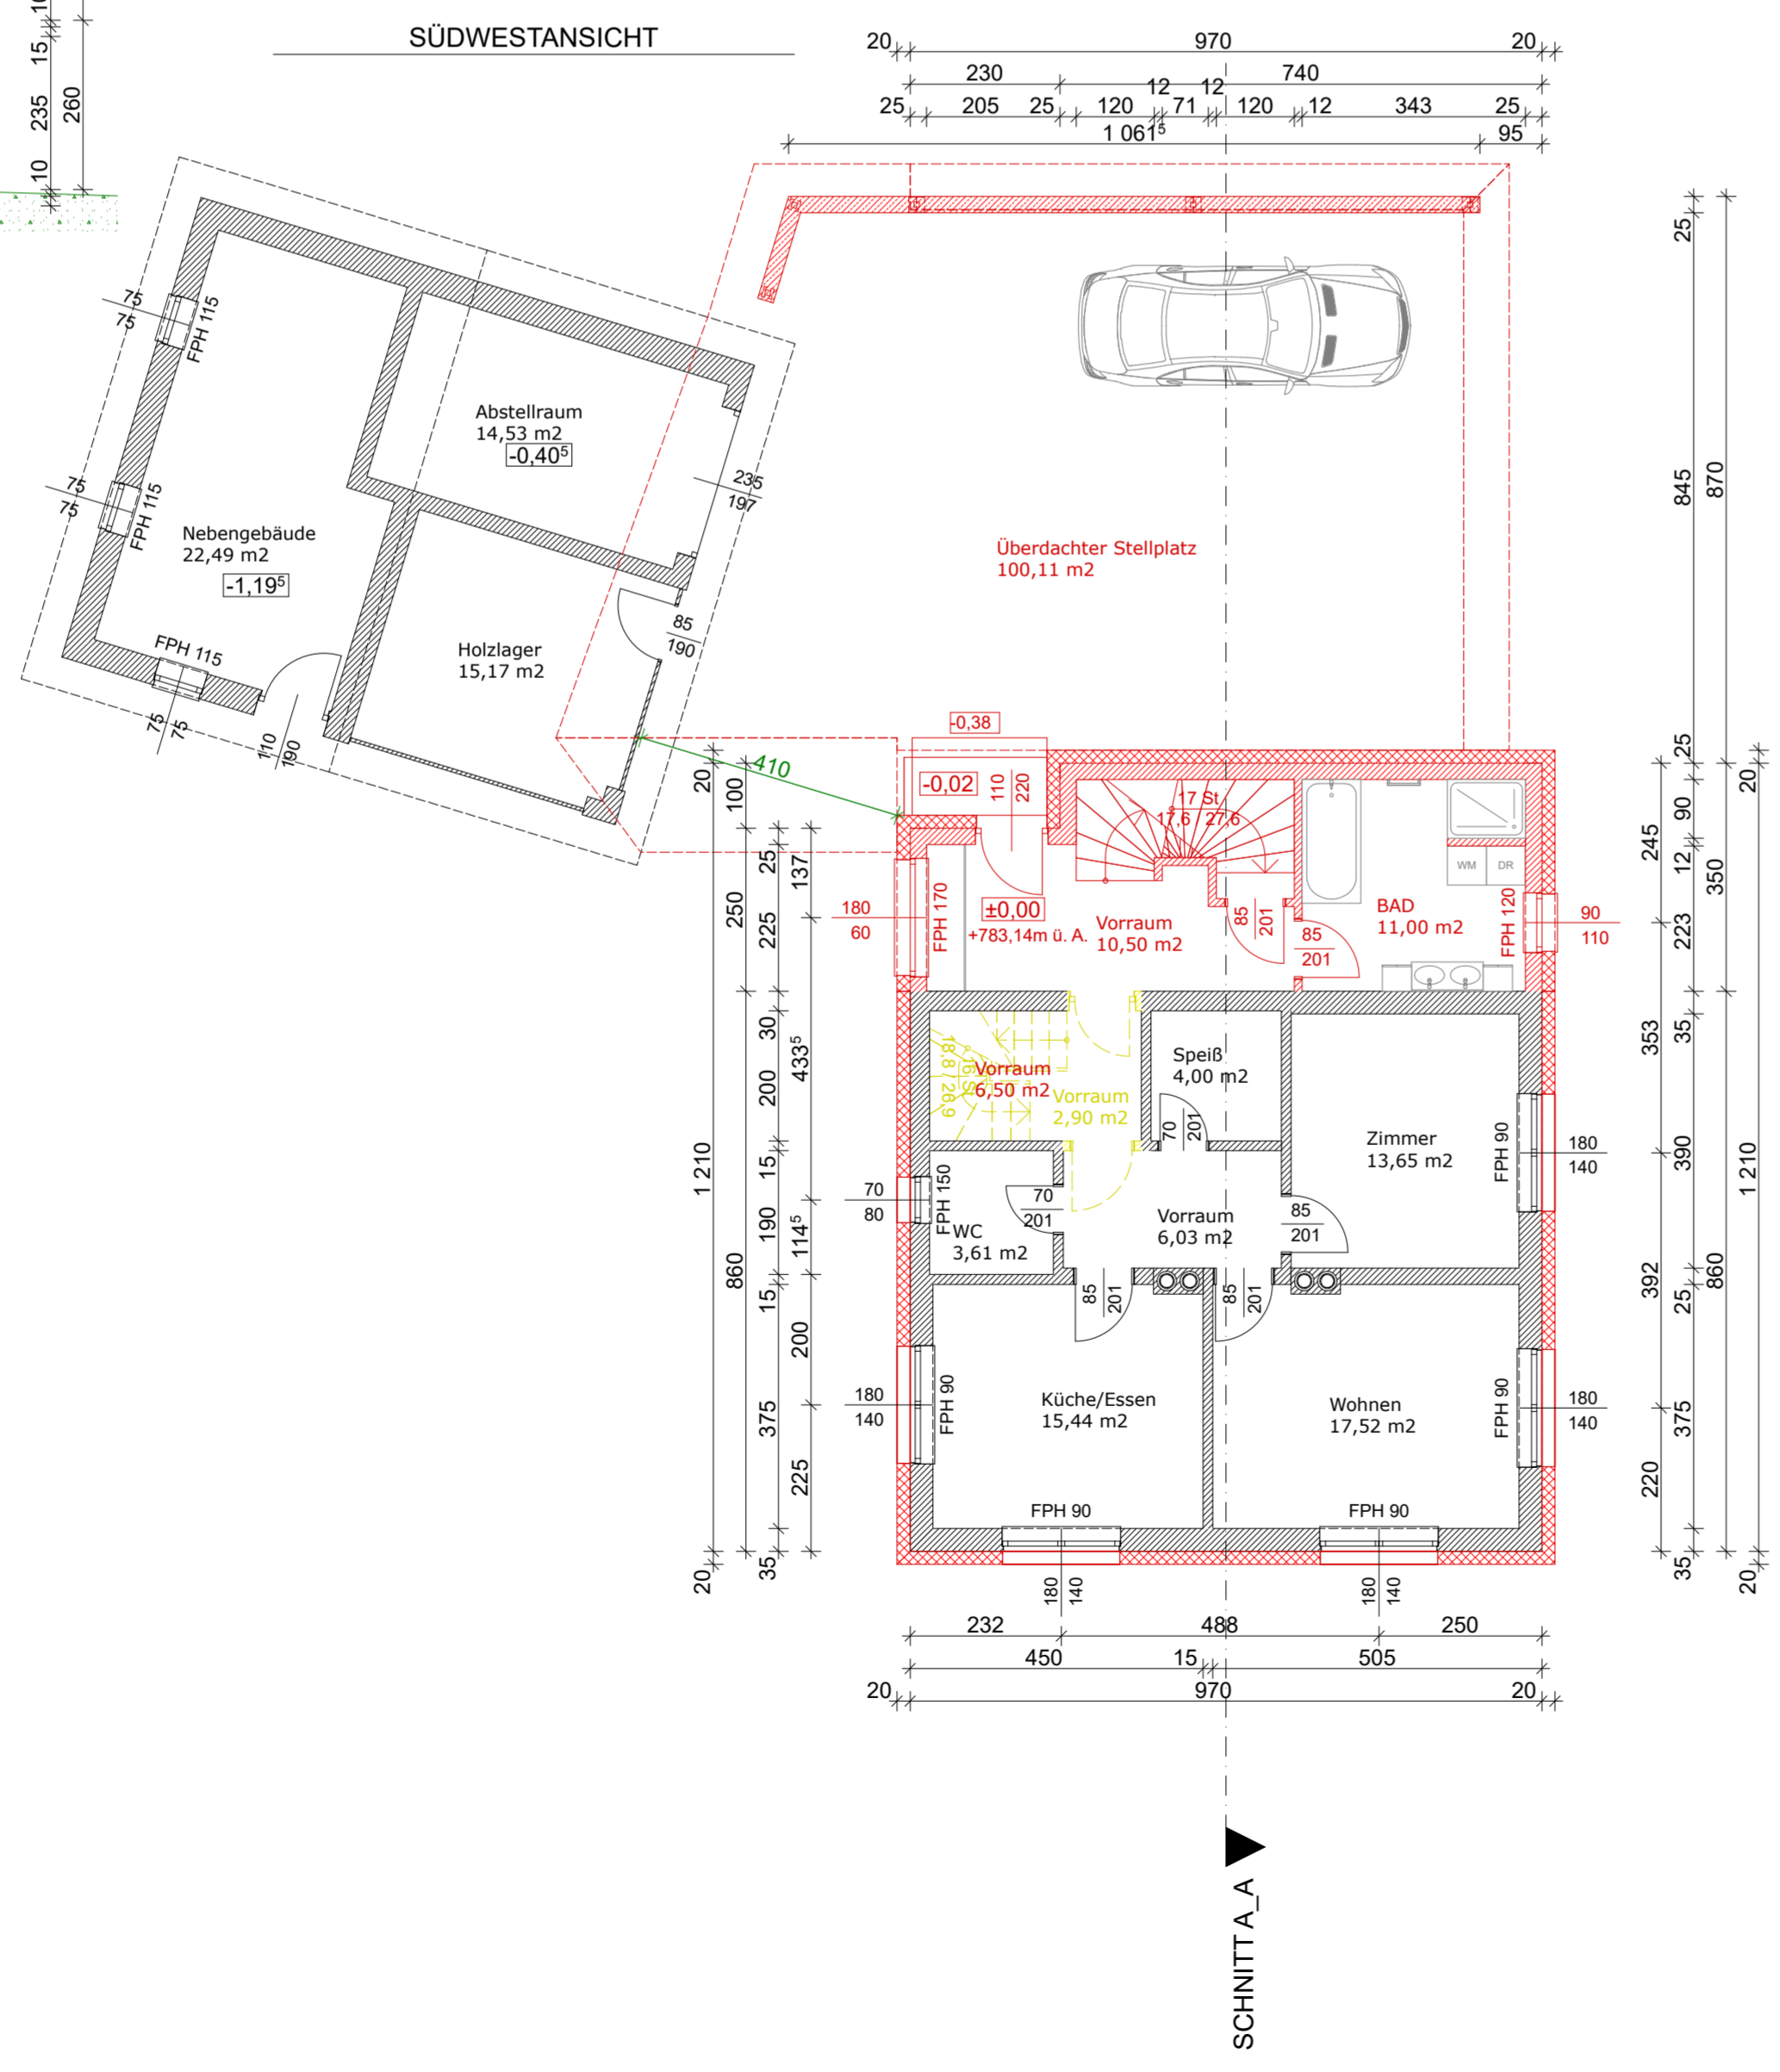 SÜDWESTANSICHT
15
235
260
10
20
970
20
230
740
12
12
25
205
25
120
71
120
12
343
25
1 061⁵
95
75
75
FPH 115
Abstellraum
14,53 m2
-0,40⁵
235
197
75
75
FPH 115
Nebengebäude
22,49 m2
-1,19⁵
FPH 115
75
75
110
190
Holzlager
15,17 m2
85
190
410
Überdachter Stellplatz
100,11 m2
25
845
870
-0,38
-0,02
110
220
17 St
17,6 / 27,6
±0,00
+783,14m ü. A.
Vorraum
10,50 m2
85
201
85
201
BAD
11,00 m2
WM
DR
FPH 120
90
110
180
60
FPH 170
20
100
25
137
250
225
30
433⁵
200
1 210
15
190
114⁵
860
15
200
375
225
20
35
25
20
90
245
12
350
223
353
35
390
1 210
392
25
860
375
220
35
20
18,8 / 26,9
16 St
Vorraum
6,50 m2
Vorraum
2,90 m2
Speiß
4,00 m2
70
201
Zimmer
13,65 m2
FPH 90
180
140
70
80
FPH 150
WC
3,61 m2
70
201
Vorraum
6,03 m2
85
201
85
201
85
201
180
140
FPH 90
Küche/Essen
15,44 m2
Wohnen
17,52 m2
FPH 90
180
140
FPH 90
FPH 90
180
140
180
140
232
488
250
450
15
505
20
970
20
SCHNITT A_A